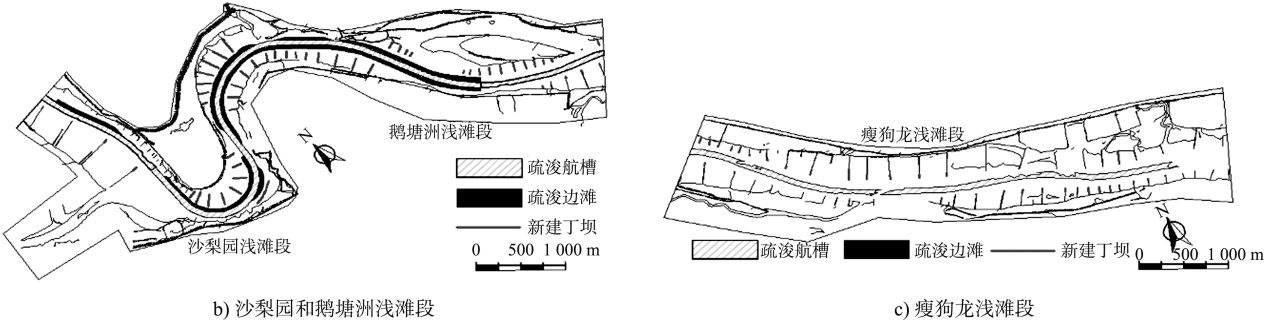 鹅塘洲浅滩段
N
疏浚航槽
疏浚边滩
新建丁坝
沙梨园浅滩段
0 500 1 000 m
b) 沙梨园和鹅塘洲浅滩段
瘦狗龙浅滩段
N
疏浚航槽 疏浚边滩 新建丁坝
0 500 1 000 m
c) 瘦狗龙浅滩段